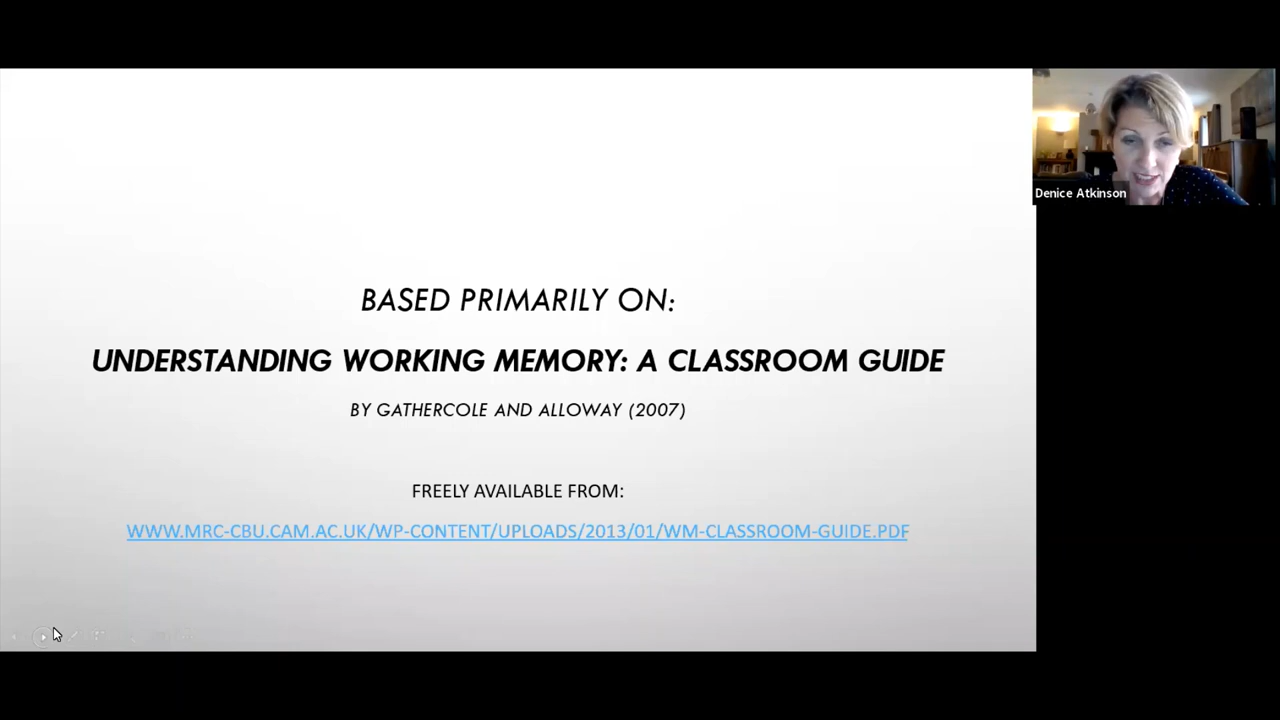 BASED PRIMARILY ON:
UNDERSTANDING WORKING MEMORY: A CLASSROOM GUIDE
BY GATHERCOLE AND ALLOWAY (2007)
FREELY AVAILABLE FROM:
WWW.MRC-CBU.CAM.AC.UK/WP-CONTENT/UPLOADS/2013/01/WM-CLASSROOM-GUIDE.PDF
Denice Atkinson